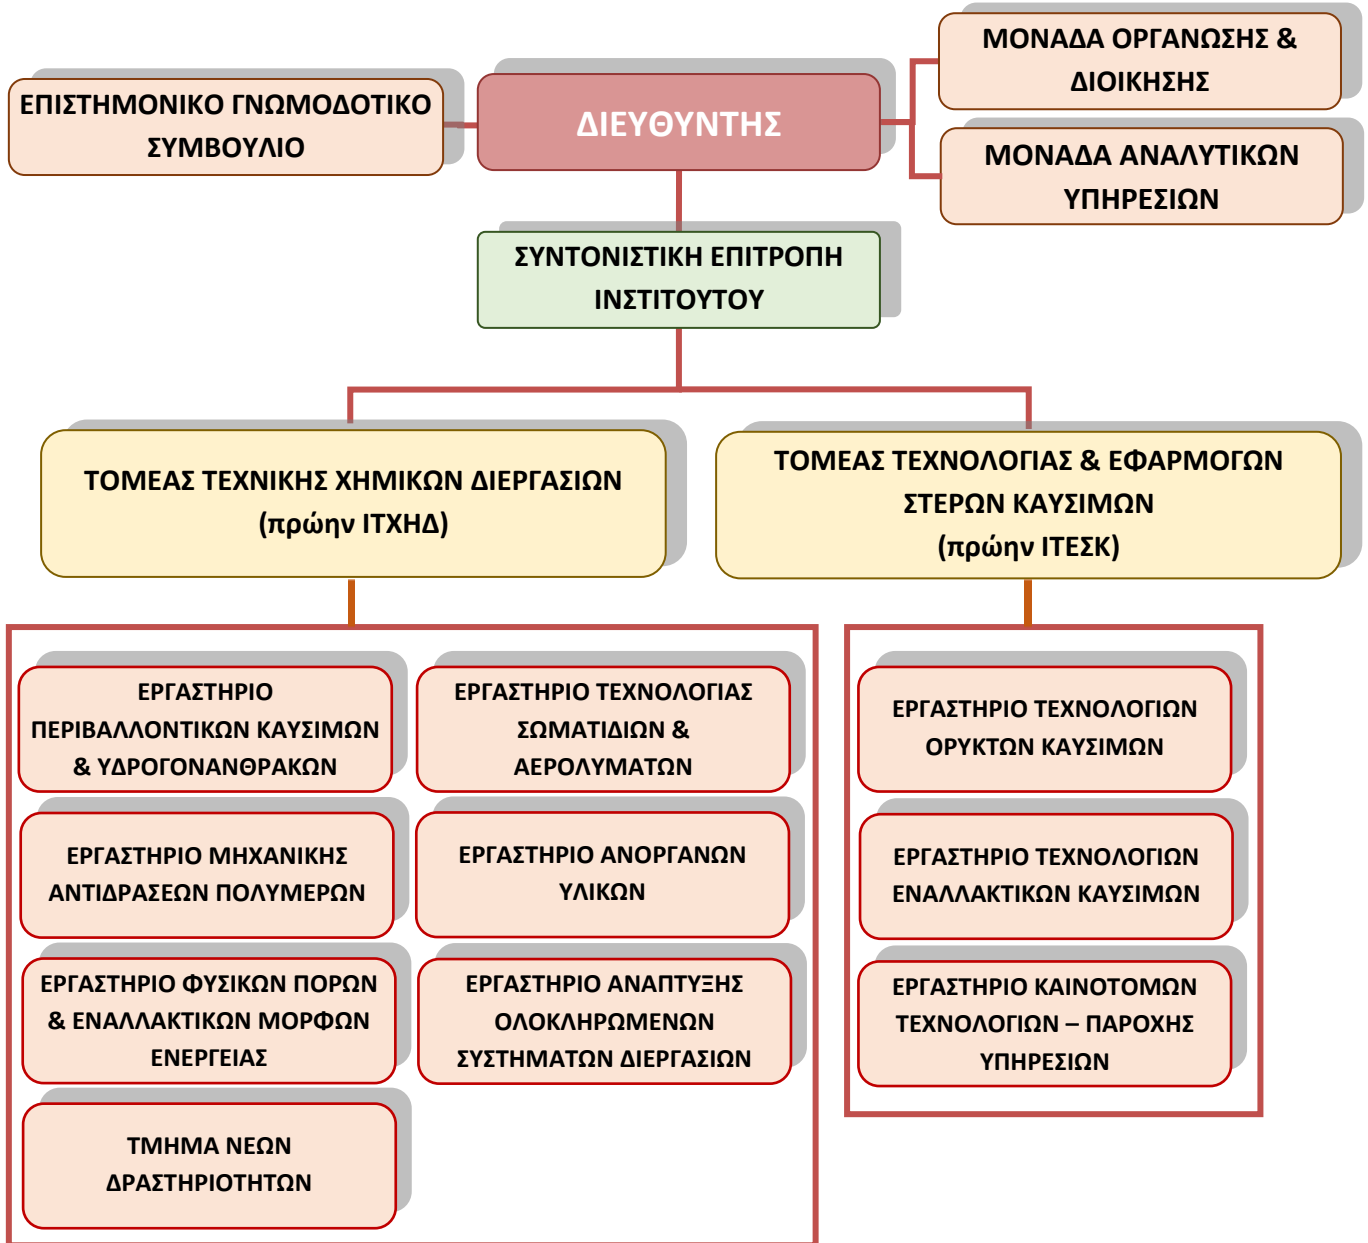 ΕΠΙΣΤΗΜΟΝΙΚΟ ΓΝΩΜΟΔΟΤΙΚΟ
ΣΥΜΒΟΥΛΙΟ
ΔΙΕΥΘΥΝΤΗΣ
ΜΟΝΑΔΑ ΟΡΓΑΝΩΣΗΣ &
ΔΙΟΙΚΗΣΗΣ
ΜΟΝΑΔΑ ΑΝΑΛΥΤΙΚΩΝ
ΥΠΗΡΕΣΙΩΝ
ΣΥΝΤΟΝΙΣΤΙΚΗ ΕΠΙΤΡΟΠΗ
ΙΝΣΤΙΤΟΥΤΟΥ
ΤΟΜΕΑΣ ΤΕΧΝΙΚΗΣ ΧΗΜΙΚΩΝ ΔΙΕΡΓΑΣΙΩΝ
(πρώην ΙΤΧΗΔ)
ΤΟΜΕΑΣ ΤΕΧΝΟΛΟΓΙΑΣ & ΕΦΑΡΜΟΓΩΝ
ΣΤΕΡΩΝ ΚΑΥΣΙΜΩΝ
(πρώην ΙΤΕΣΚ)
ΕΡΓΑΣΤΗΡΙΟ
ΠΕΡΙΒΑΛΛΟΝΤΙΚΩΝ ΚΑΥΣΙΜΩΝ
& ΥΔΡΟΓΟΝΑΝΘΡΑΚΩΝ
ΕΡΓΑΣΤΗΡΙΟ ΤΕΧΝΟΛΟΓΙΑΣ
ΣΩΜΑΤΙΔΙΩΝ &
ΑΕΡΟΛΥΜΑΤΩΝ
ΕΡΓΑΣΤΗΡΙΟ ΜΗΧΑΝΙΚΗΣ
ΑΝΤΙΔΡΑΣΕΩΝ ΠΟΛΥΜΕΡΩΝ
ΕΡΓΑΣΤΗΡΙΟ ΑΝΟΡΓΑΝΩΝ
ΥΛΙΚΩΝ
ΕΡΓΑΣΤΗΡΙΟ ΦΥΣΙΚΩΝ ΠΟΡΩΝ
& ΕΝΑΛΛΑΚΤΙΚΩΝ ΜΟΡΦΩΝ
ΕΝΕΡΓΕΙΑΣ
ΕΡΓΑΣΤΗΡΙΟ ΑΝΑΠΤΥΞΗΣ
ΟΛΟΚΛΗΡΩΜΕΝΩΝ
ΣΥΣΤΗΜΑΤΩΝ ΔΙΕΡΓΑΣΙΩΝ
ΤΜΗΜΑ ΝΕΩΝ
ΔΡΑΣΤΗΡΙΟΤΗΤΩΝ
ΕΡΓΑΣΤΗΡΙΟ ΤΕΧΝΟΛΟΓΙΩΝ
ΟΡΥΚΤΩΝ ΚΑΥΣΙΜΩΝ
ΕΡΓΑΣΤΗΡΙΟ ΤΕΧΝΟΛΟΓΙΩΝ
ΕΝΑΛΛΑΚΤΙΚΩΝ ΚΑΥΣΙΜΩΝ
ΕΡΓΑΣΤΗΡΙΟ ΚΑΙΝΟΤΟΜΩΝ
ΤΕΧΝΟΛΟΓΙΩΝ – ΠΑΡΟΧΗΣ
ΥΠΗΡΕΣΙΩΝ